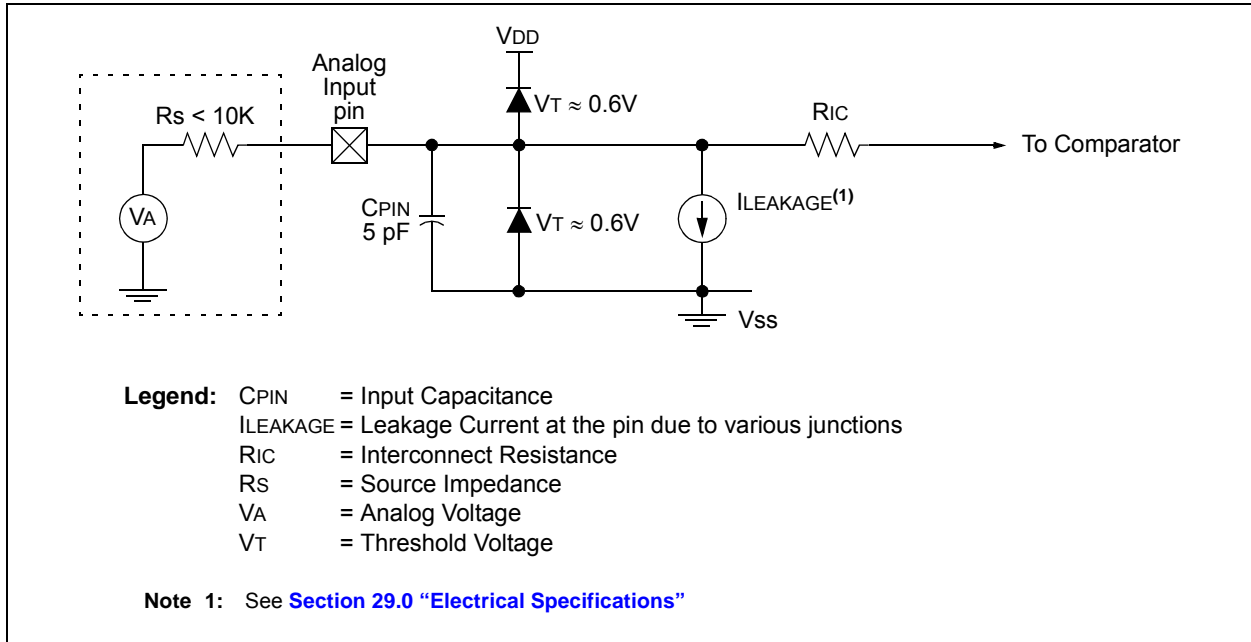 VDD
Analog
Input
pin
Rs < 10K
VT ≈ 0.6V
RIC
To Comparator
VA
CPIN
5 pF
VT ≈ 0.6V
ILEAKAGE(1)
Vss
Legend: CPIN = Input Capacitance
ILEAKAGE = Leakage Current at the pin due to various junctions
RIC = Interconnect Resistance
RS = Source Impedance
VA = Analog Voltage
VT = Threshold Voltage
Note 1: See Section 29.0 “Electrical Specifications”